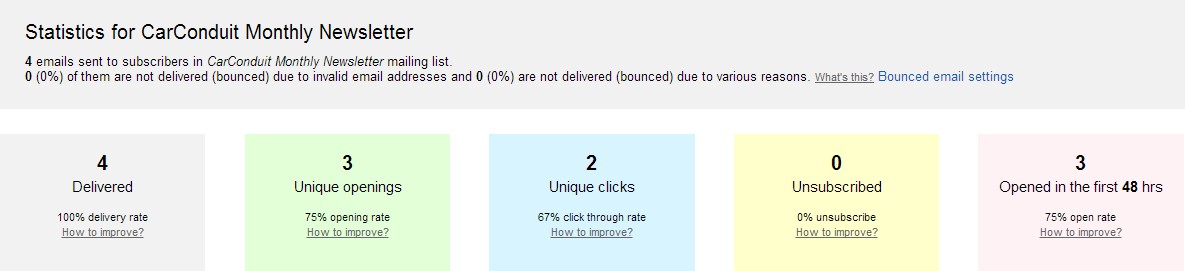 Statistics for CarConduit Monthly Newsletter
4 emails sent to subscribers in CarConduit Monthly Newsletter mailing list.
0 (0%) of them are not delivered (bounced) due to invalid email addresses and 0 (0%) are not delivered (bounced) due to various reasons. What's this? Bounced email settings
4
Delivered
100% delivery rate
How to improve?
3
Unique openings
75% opening rate
How to improve?
2
Unique clicks
67% click through rate
How to improve?
0
Unsubscribed
0% unsubscribe
How to improve?
3
Opened in the first 48 hrs
75% open rate
How to improve?